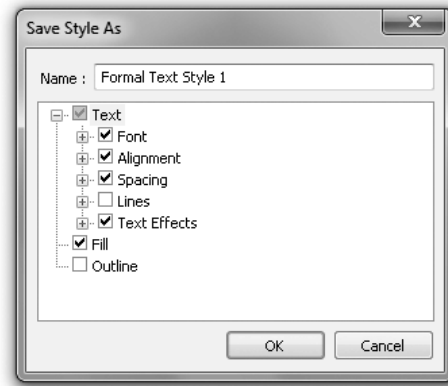 Save Style As
Name : Formal Text Style 1
Text
Font
Alignment
Spacing
Lines
Text Effects
Fill
Outline
OK Cancel